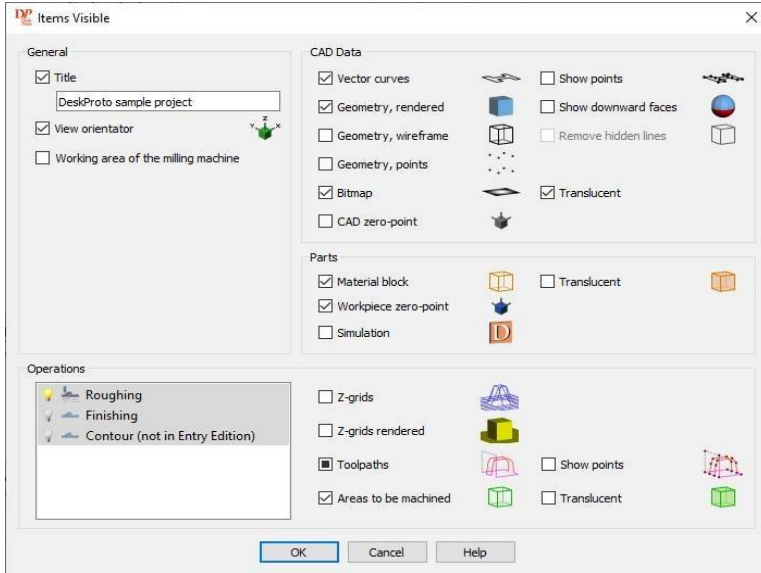 Items Visible
General
Title
DeskProto sample project
View orientator
Z
Y X
Working area of the milling machine
CAD Data
Vector curves
Show points
Geometry, rendered
Show downward faces
Geometry, wireframe
Remove hidden lines
Geometry, points
Bitmap
Translucent
CAD zero-point
Parts
Material block
Translucent
Workpiece zero-point
Simulation
D
Operations
Roughing
Finishing
Contour (not in Entry Edition)
Z-grids
Z-grids rendered
Toolpaths
Show points
Areas to be machined
Translucent
OK Cancel Help